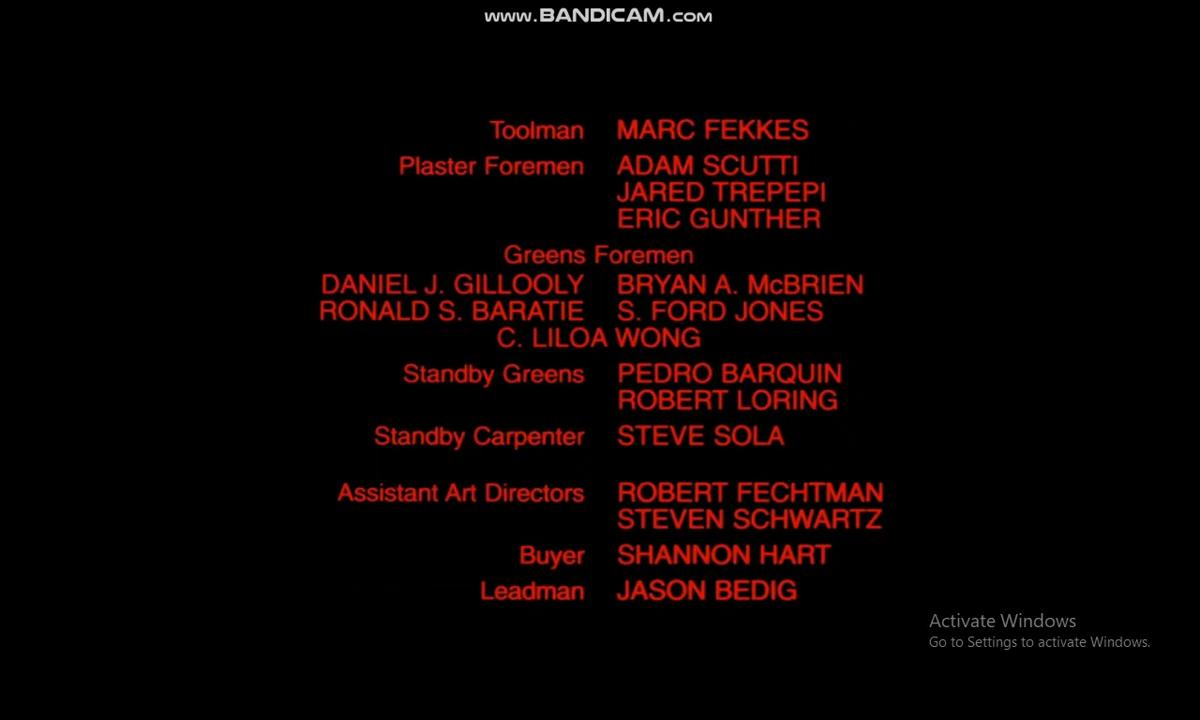 www.BANDICAM.com
Toolman MARC FEKKES
Plaster Foremen ADAM SCUTTI
JARED TREPEPI
ERIC GUNTHER
Greens Foremen
DANIEL J. GILLOOLY BRYAN A. McBRIEN
RONALD S. BARATIE S. FORD JONES
C. LILOA WONG
Standby Greens PEDRO BARQUIN
ROBERT LORING
Standby Carpenter STEVE SOLA
Assistant Art Directors ROBERT FECHTMAN
STEVEN SCHWARTZ
Buyer SHANNON HART
Leadman JASON BEDIG
Activate Windows
Go to Settings to activate Windows.